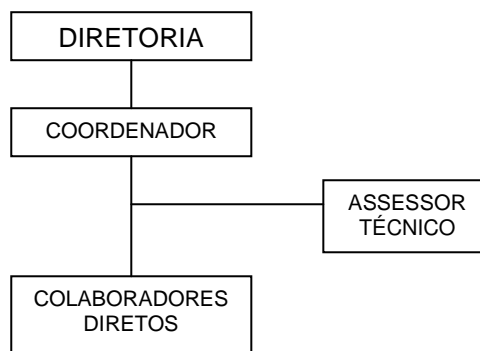 DIRETORIA
COORDENADOR
ASSESSOR
TÉCNICO
COLABORADORES
DIRETOS